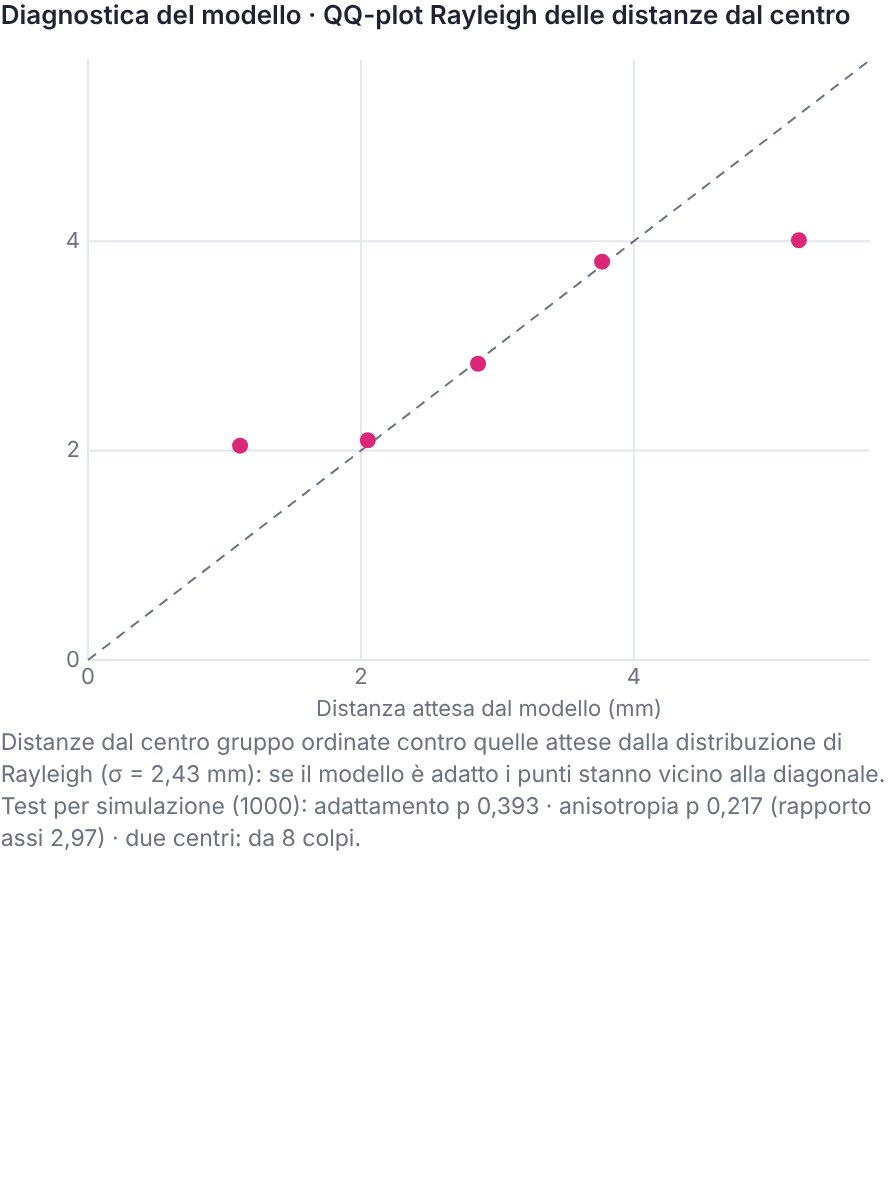 Diagnostica del modello · QQ-plot Rayleigh delle distanze dal centro
4
2
0
0 2 4
Distanza attesa dal modello (mm)
Distanze dal centro gruppo ordinate contro quelle attese dalla distribuzione di
Rayleigh (σ = 2,43 mm): se il modello è adatto i punti stanno vicino alla diagonale.
Test per simulazione (1000): adattamento p 0,393 · anisotropia p 0,217 (rapporto
assi 2,97) · due centri: da 8 colpi.